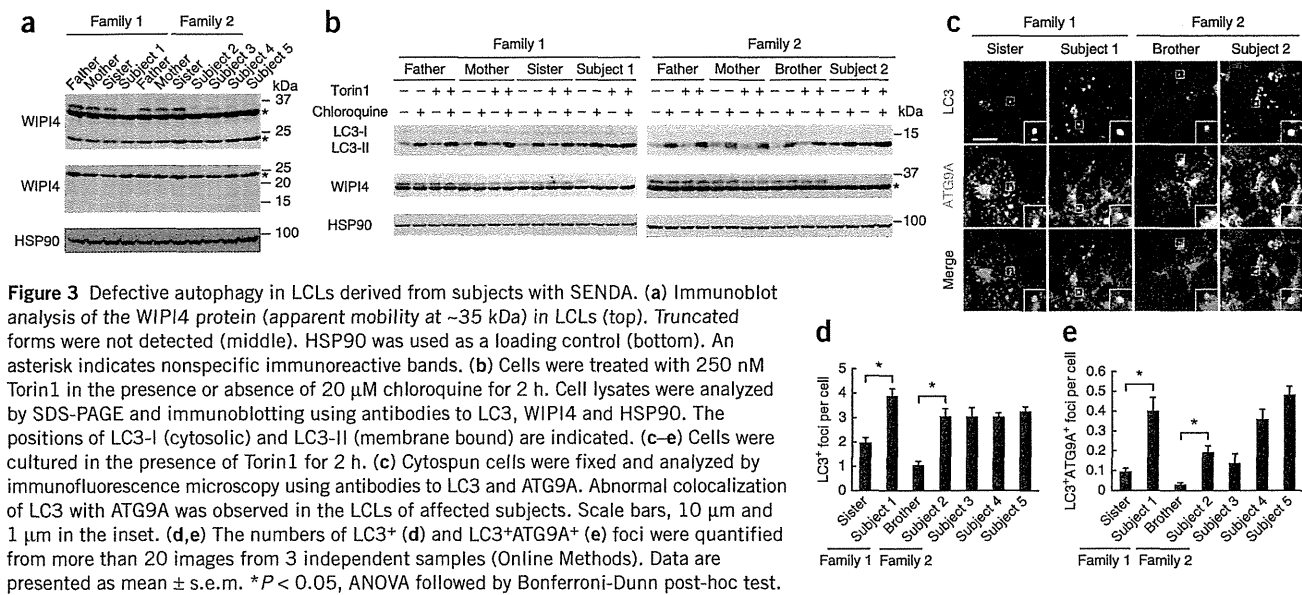 a
Family 1 Family 2
Father Mother Sister Subject 1 Father Mother Sister Subject 2 Subject 3 Subject 4 Subject 5
kDa
WIPI4
37
*
25
*
WIPI4
25
*
20
15
HSP90
100
b
Family 1 Family 2
Father Mother Sister Subject 1 Father Mother Brother Subject 2
Torin1 – – + + – – + + – – + + – – + + – – + + – – + + – – + + – – + +
Chloroquine – + – + – + – + – + – + – + – + – + – + – + – + – + – + – + – + kDa
LC3-I
LC3-II
15
WIPI4
37
*
HSP90
100
c
Family 1 Family 2
Sister Subject 1 Brother Subject 2
LC3
ATG9A
Merge
Figure 3 Defective autophagy in LCLs derived from subjects with SENDA. (a) Immunoblot
analysis of the WIPI4 protein (apparent mobility at ~35 kDa) in LCLs (top). Truncated
forms were not detected (middle). HSP90 was used as a loading control (bottom). An
asterisk indicates nonspecific immunoreactive bands. (b) Cells were treated with 250 nM
Torin1 in the presence or absence of 20 μM chloroquine for 2 h. Cell lysates were analyzed
by SDS-PAGE and immunoblotting using antibodies to LC3, WIPI4 and HSP90. The
positions of LC3-I (cytosolic) and LC3-II (membrane bound) are indicated. (c–e) Cells were
cultured in the presence of Torin1 for 2 h. (c) Cytospun cells were fixed and analyzed by
immunofluorescence microscopy using antibodies to LC3 and ATG9A. Abnormal colocalization
of LC3 with ATG9A was observed in the LCLs of affected subjects. Scale bars, 10 μm and
1 μm in the inset. (d,e) The numbers of LC3+ (d) and LC3+ATG9A+ (e) foci were quantified
from more than 20 images from 3 independent samples (Online Methods). Data are
presented as mean ± s.e.m. *P < 0.05, ANOVA followed by Bonferroni-Dunn post-hoc test.
d
LC3+ foci per cell
5
4
3
2
1
0
*
*
Sister Subject 1 Brother Subject 2 Subject 3 Subject 4 Subject 5
Family 1 Family 2
e
LC3+ATG9A+ foci per cell
0.6
0.5
0.4
0.3
0.2
0.1
0
*
*
Sister Subject 1 Brother Subject 2 Subject 3 Subject 4 Subject 5
Family 1 Family 2